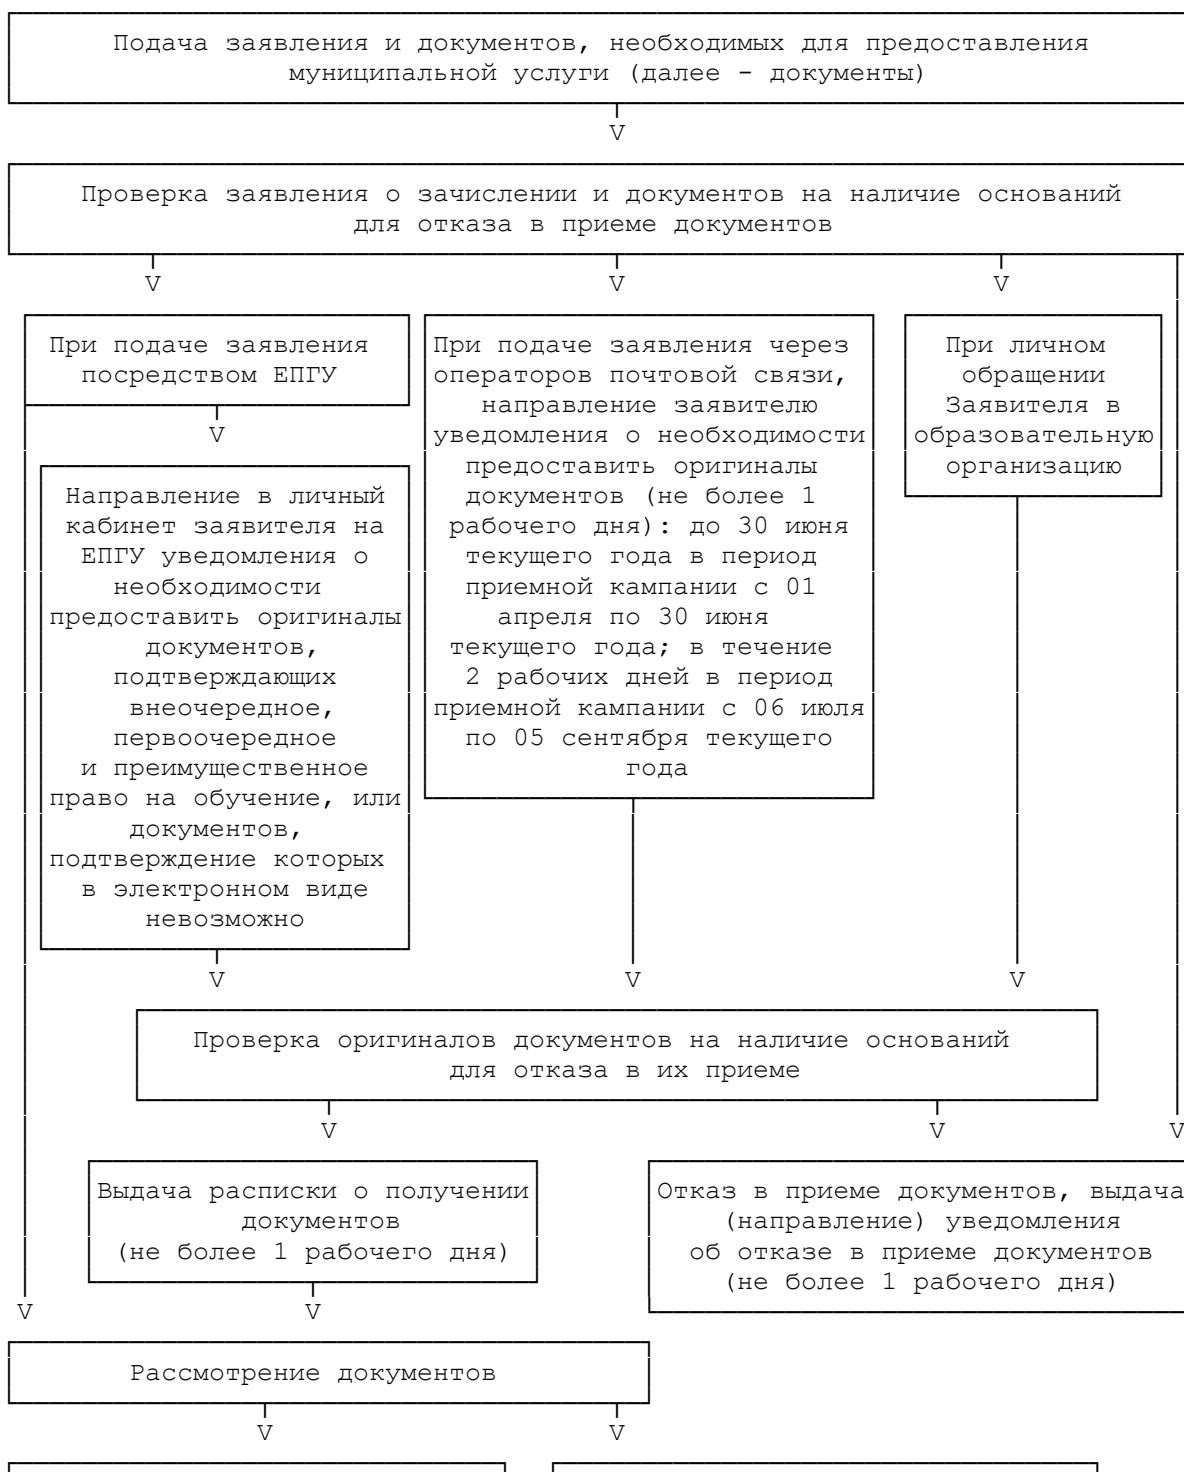 Подача заявления и документов, необходимых для предоставления
муниципальной услуги (далее - документы)
V
Проверка заявления о зачислении и документов на наличие оснований
для отказа в приеме документов
V V V
При подаче заявления
посредством ЕПГУ
V
Направление в личный
кабинет заявителя на
ЕПГУ уведомления о
необходимости
предоставить оригиналы
документов,
подтверждающих
внеочередное,
первоочередное
и преимущественное
право на обучение, или
документов,
подтверждение которых
в электронном виде
невозможно
При подаче заявления через
операторов почтовой связи,
направление заявителю
уведомления о необходимости
предоставить оригиналы
документов (не более 1
рабочего дня): до 30 июня
текущего года в период
приемной кампании с 01
апреля по 30 июня
текущего года; в течение
2 рабочих дней в период
приемной кампании с 06 июля
по 05 сентября текущего
года
При личном
обращении
Заявителя в
образовательную
организацию
V V V
Проверка оригиналов документов на наличие оснований
для отказа в их приеме
V V V
Выдача расписки о получении
документов
(не более 1 рабочего дня)
Отказ в приеме документов, выдача
(направление) уведомления
об отказе в приеме документов
(не более 1 рабочего дня)
V V
Рассмотрение документов
V V